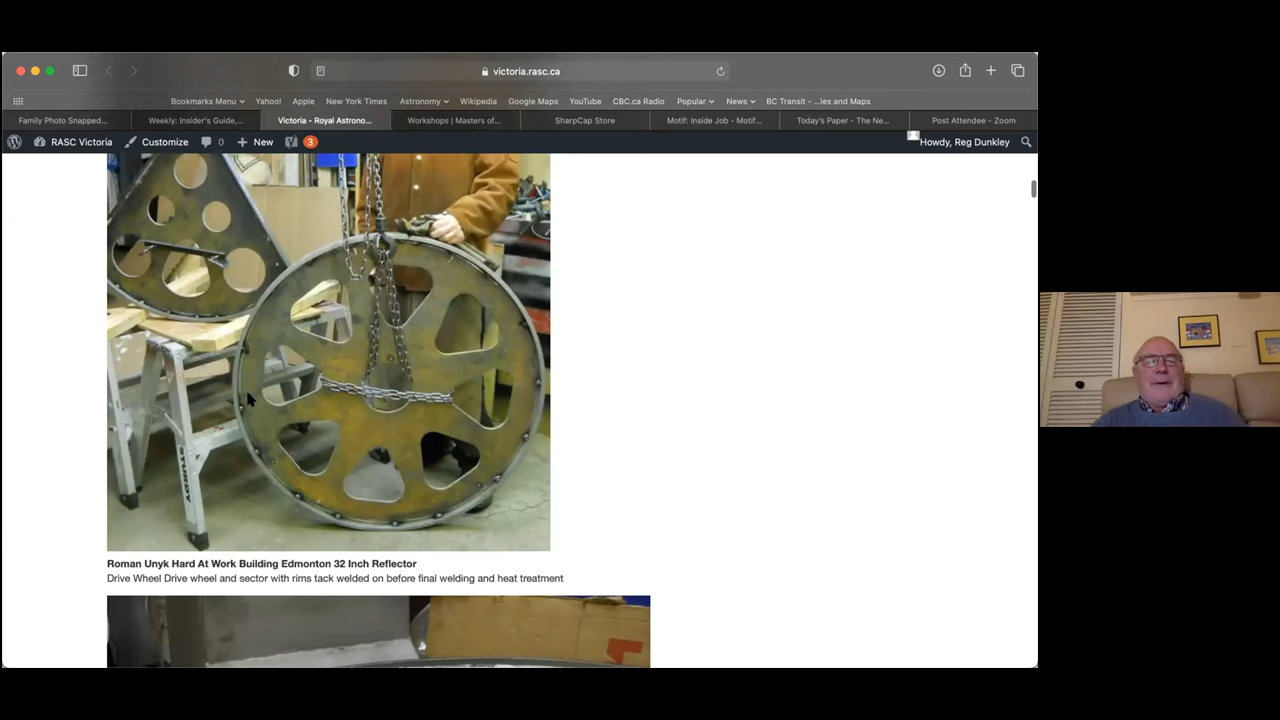 victoria.rasc.ca
Bookmarks Menu Yahoo! Apple New York Times Astronomy Wikipedia Google Maps YouTube CBC.ca Radio Popular News BC Transit - ...les and Maps
Family Photo Snapped... Weekly: Insider's Guide,... Victoria - Royal Astrono... Workshops | Masters of... SharpCap Store Motif: Inside Job - Motif... Today's Paper - The Ne... Post Attendee - Zoom
RASC Victoria Customize 0 New 3 Howdy, Reg Dunkley
STURDY
Roman Unyk Hard At Work Building Edmonton 32 Inch Reflector
Drive Wheel Drive wheel and sector with rims tack welded on before final welding and heat treatment